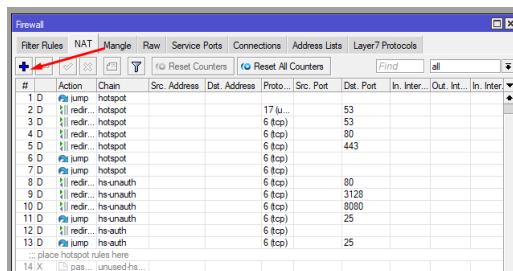 Firewall
Filter Rules NAT Mangle Raw Service Ports Connections Address Lists Layer7 Protocols
Reset Counters Reset All Counters Find all
# Action Chain Src. Address Dst. Address Proto... Src. Port Dst. Port In. Inter... Out. Int... In. Inter.
1 D jump hotspot
2 D redir... hotspot 17 (u... 53
3 D redir... hotspot 6 (tcp) 53
4 D redir... hotspot 6 (tcp) 80
5 D redir... hotspot 6 (tcp) 443
6 D jump hotspot 6 (tcp)
7 D jump hotspot 6 (tcp)
8 D redir... hs-unauth 6 (tcp) 80
9 D redir... hs-unauth 6 (tcp) 3128
10 D redir... hs-unauth 6 (tcp) 8080
11 D jump hs-unauth 6 (tcp) 25
12 D redir... hs-auth 6 (tcp)
13 D jump hs-auth 6 (tcp) 25
::: place hotspot rules here
14 X pas... unused-hs...